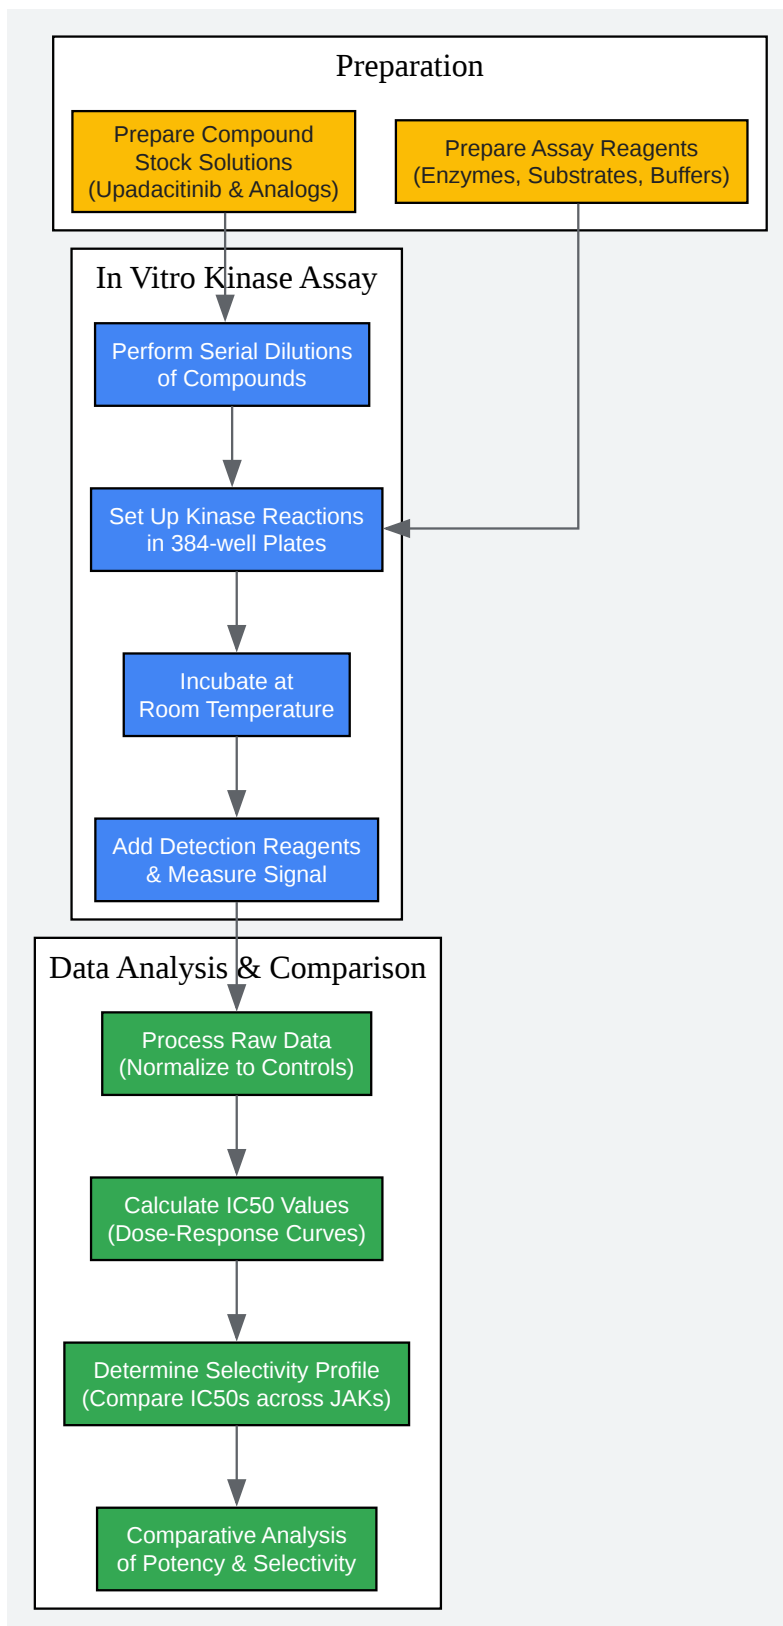 Preparation
Prepare Compound
Stock Solutions
(Upadacitinib & Analogs)
Prepare Assay Reagents
(Enzymes, Substrates, Buffers)
In Vitro Kinase Assay
Perform Serial Dilutions
of Compounds
Set Up Kinase Reactions
in 384-well Plates
Incubate at
Room Temperature
Add Detection Reagents
& Measure Signal
Data Analysis & Comparison
Process Raw Data
(Normalize to Controls)
Calculate IC50 Values
(Dose-Response Curves)
Determine Selectivity Profile
(Compare IC50s across JAKs)
Comparative Analysis
of Potency & Selectivity